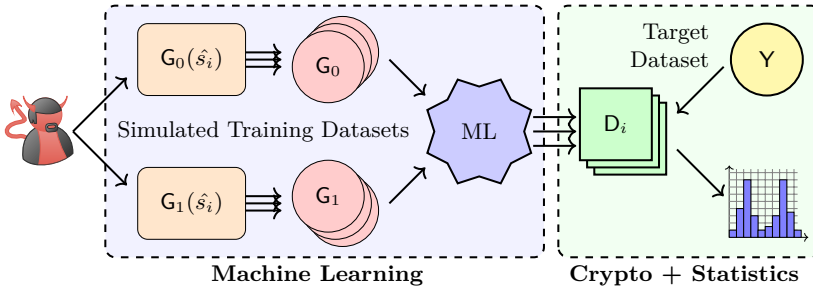 G₀(ŝᵢ)
G₀
Target
Dataset
Y
Simulated Training Datasets
ML
Dᵢ
G₁(ŝᵢ)
G₁
Machine Learning
Crypto + Statistics